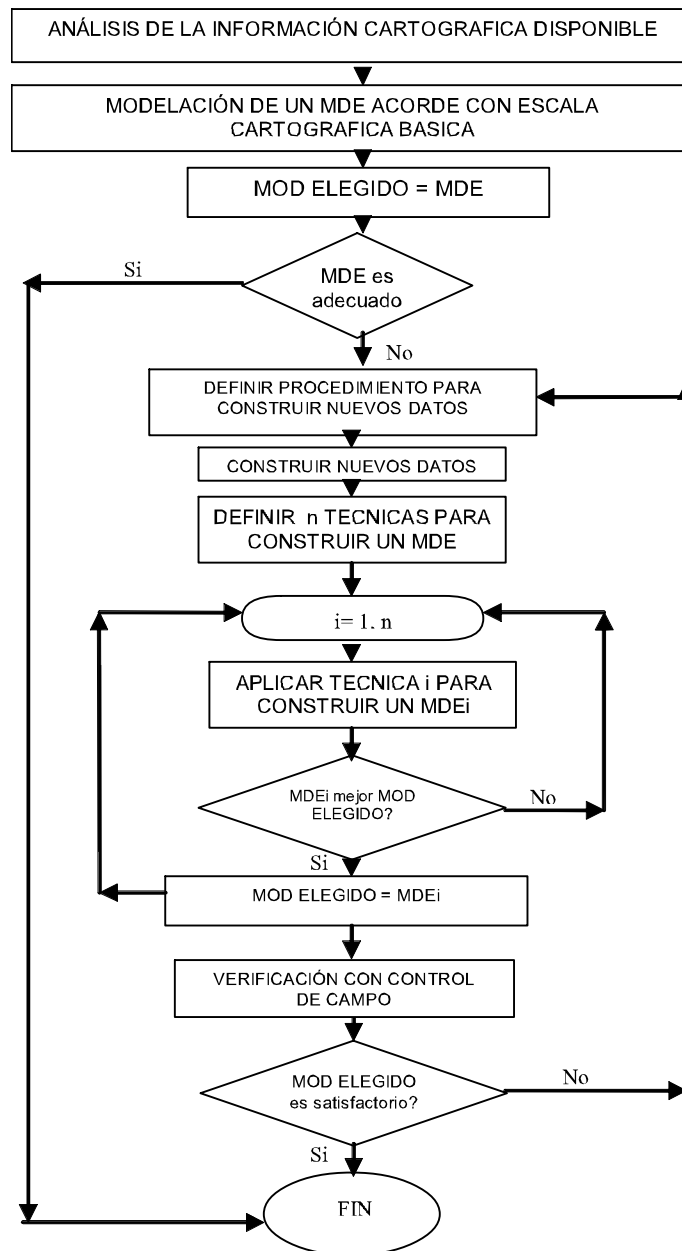 ANÁLISIS DE LA INFORMACIÓN CARTOGRAFICA DISPONIBLE
MODELACIÓN DE UN MDE ACORDE CON ESCALA
CARTOGRAFICA BASICA
MOD ELEGIDO = MDE
Si
MDE es
adecuado
No
DEFINIR PROCEDIMIENTO PARA
CONSTRUIR NUEVOS DATOS
CONSTRUIR NUEVOS DATOS
DEFINIR n TECNICAS PARA
CONSTRUIR UN MDE
i= 1, n
APLICAR TECNICA i PARA
CONSTRUIR UN MDEi
MDEi mejor MOD
ELEGIDO?
No
Si
MOD ELEGIDO = MDEi
VERIFICACIÓN CON CONTROL
DE CAMPO
MOD ELEGIDO
es satisfactorio?
No
Si
FIN